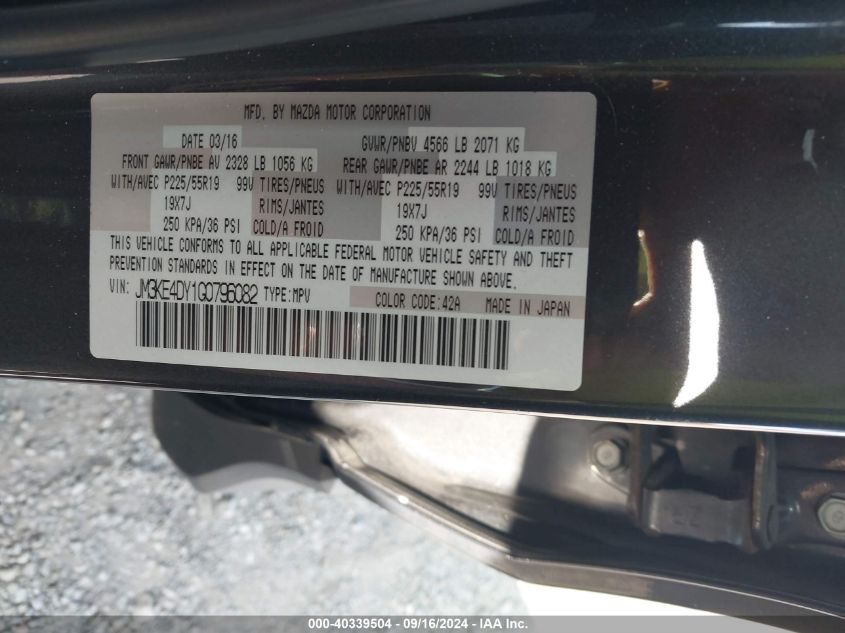 MFD. BY MAZDA MOTOR CORPORATION
DATE 03/16 GVWR/PNBV 4566 LB 2071 KG
FRONT GAWR/PNBE AV 2328 LB 1056 KG REAR GAWR/PNBE AR 2244 LB 1018 KG
WITH/AVEC P225/55R19 99V TIRES/PNEUS WITH/AVEC P225/55R19 99V TIRES/PNEUS
19X7J RIMS/JANTES 19X7J RIMS/JANTES
250 KPA/36 PSI COLD/A FROID 250 KPA/36 PSI COLD/A FROID
THIS VEHICLE CONFORMS TO ALL APPLICABLE FEDERAL MOTOR VEHICLE SAFETY AND THEFT
PREVENTION STANDARDS IN EFFECT ON THE DATE OF MANUFACTURE SHOWN ABOVE.
VIN: JM3KE4DY1G0796082 TYPE:MPV COLOR CODE:42A MADE IN JAPAN
000-40339504 - 09/16/2024 - IAAI Inc.